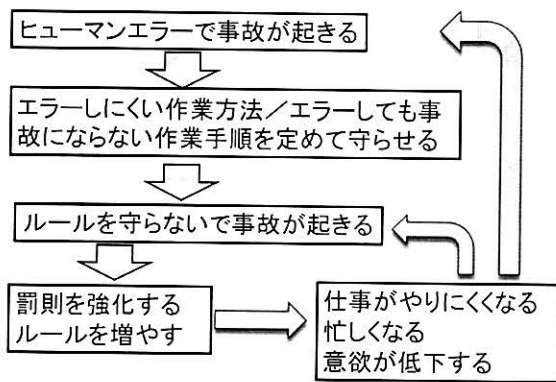 ヒューマンエラーで事故が起きる
エラーしにくい作業方法／エラーしても事
故にならない作業手順を定めて守らせる
ルールを守らないで事故が起きる
罰則を強化する
ルールを増やす
仕事がやりにくくなる
忙しくなる
意欲が低下する